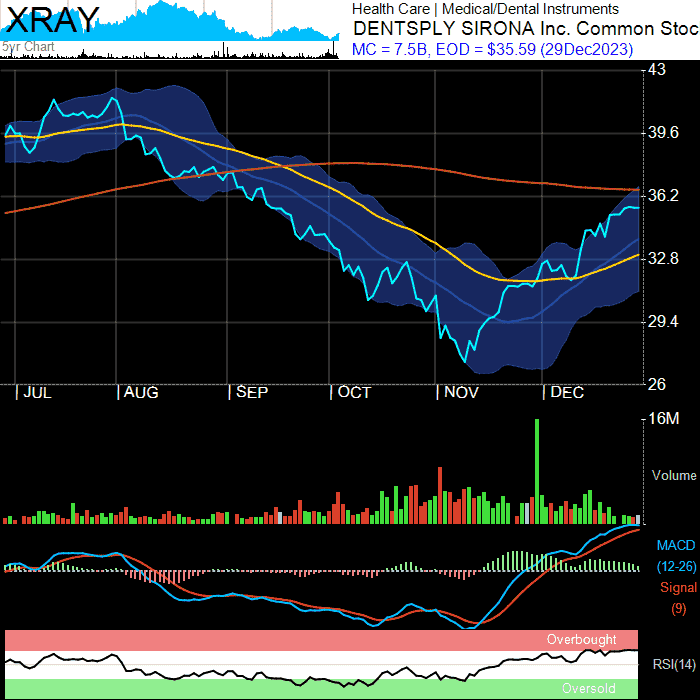 XRAY
5yr Chart
Health Care | Medical/Dental Instruments
DENTSPLY SIRONA Inc. Common Stoc
MC = 7.5B, EOD = $35.59 (29Dec2023)
43
39.6
36.2
32.8
29.4
26
JUL AUG SEP OCT NOV DEC
16M
Volume
MACD
(12-26)
Signal
(9)
Overbought
RSI(14)
Oversold